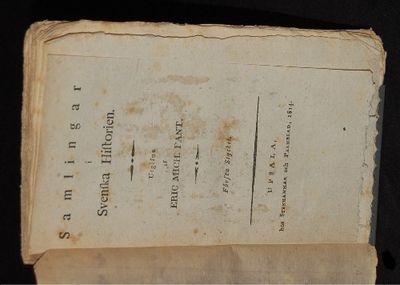 Samlingar
i
Svenska Historien.
Utgifne
af
ERIC MICH. FANT.
Första Stycket.
UPSALA,
hos Stenhammar och Palmblad, 1814.